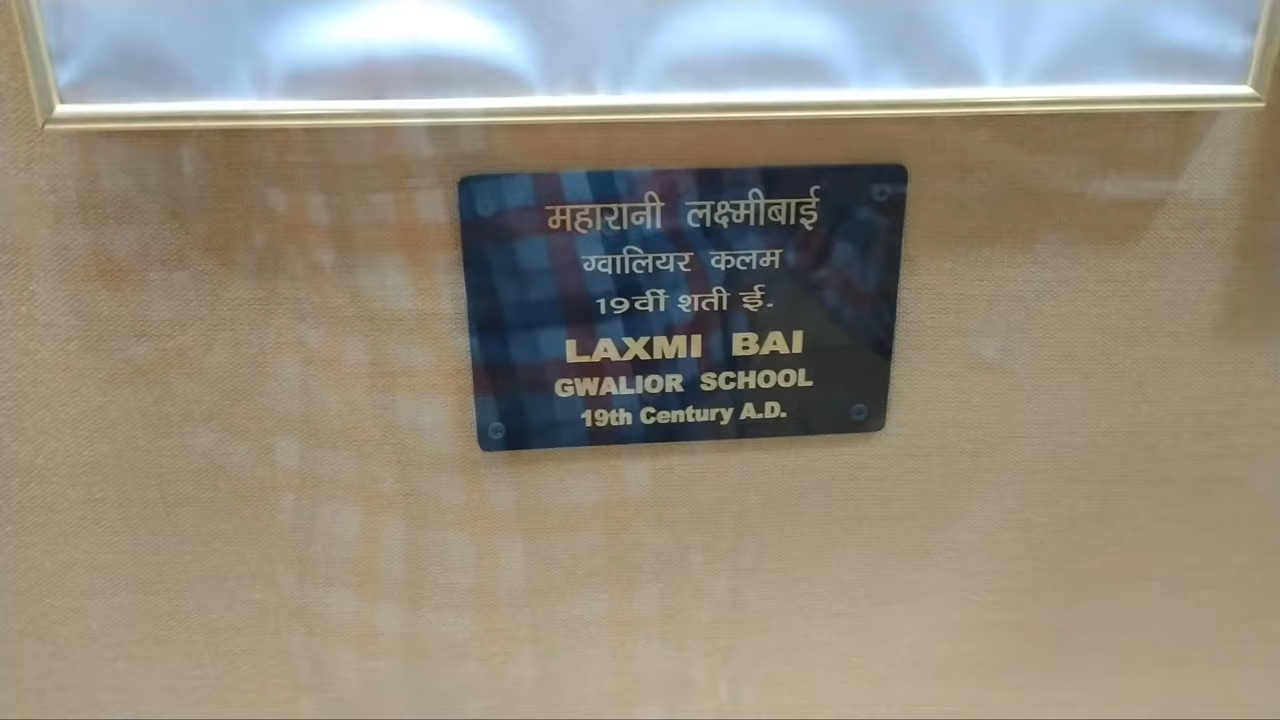 महारानी लक्ष्मीबाई
ग्वालियर कलम
19वीं शती ई.
LAXMI BAI
GWALIOR SCHOOL
19th Century A.D.